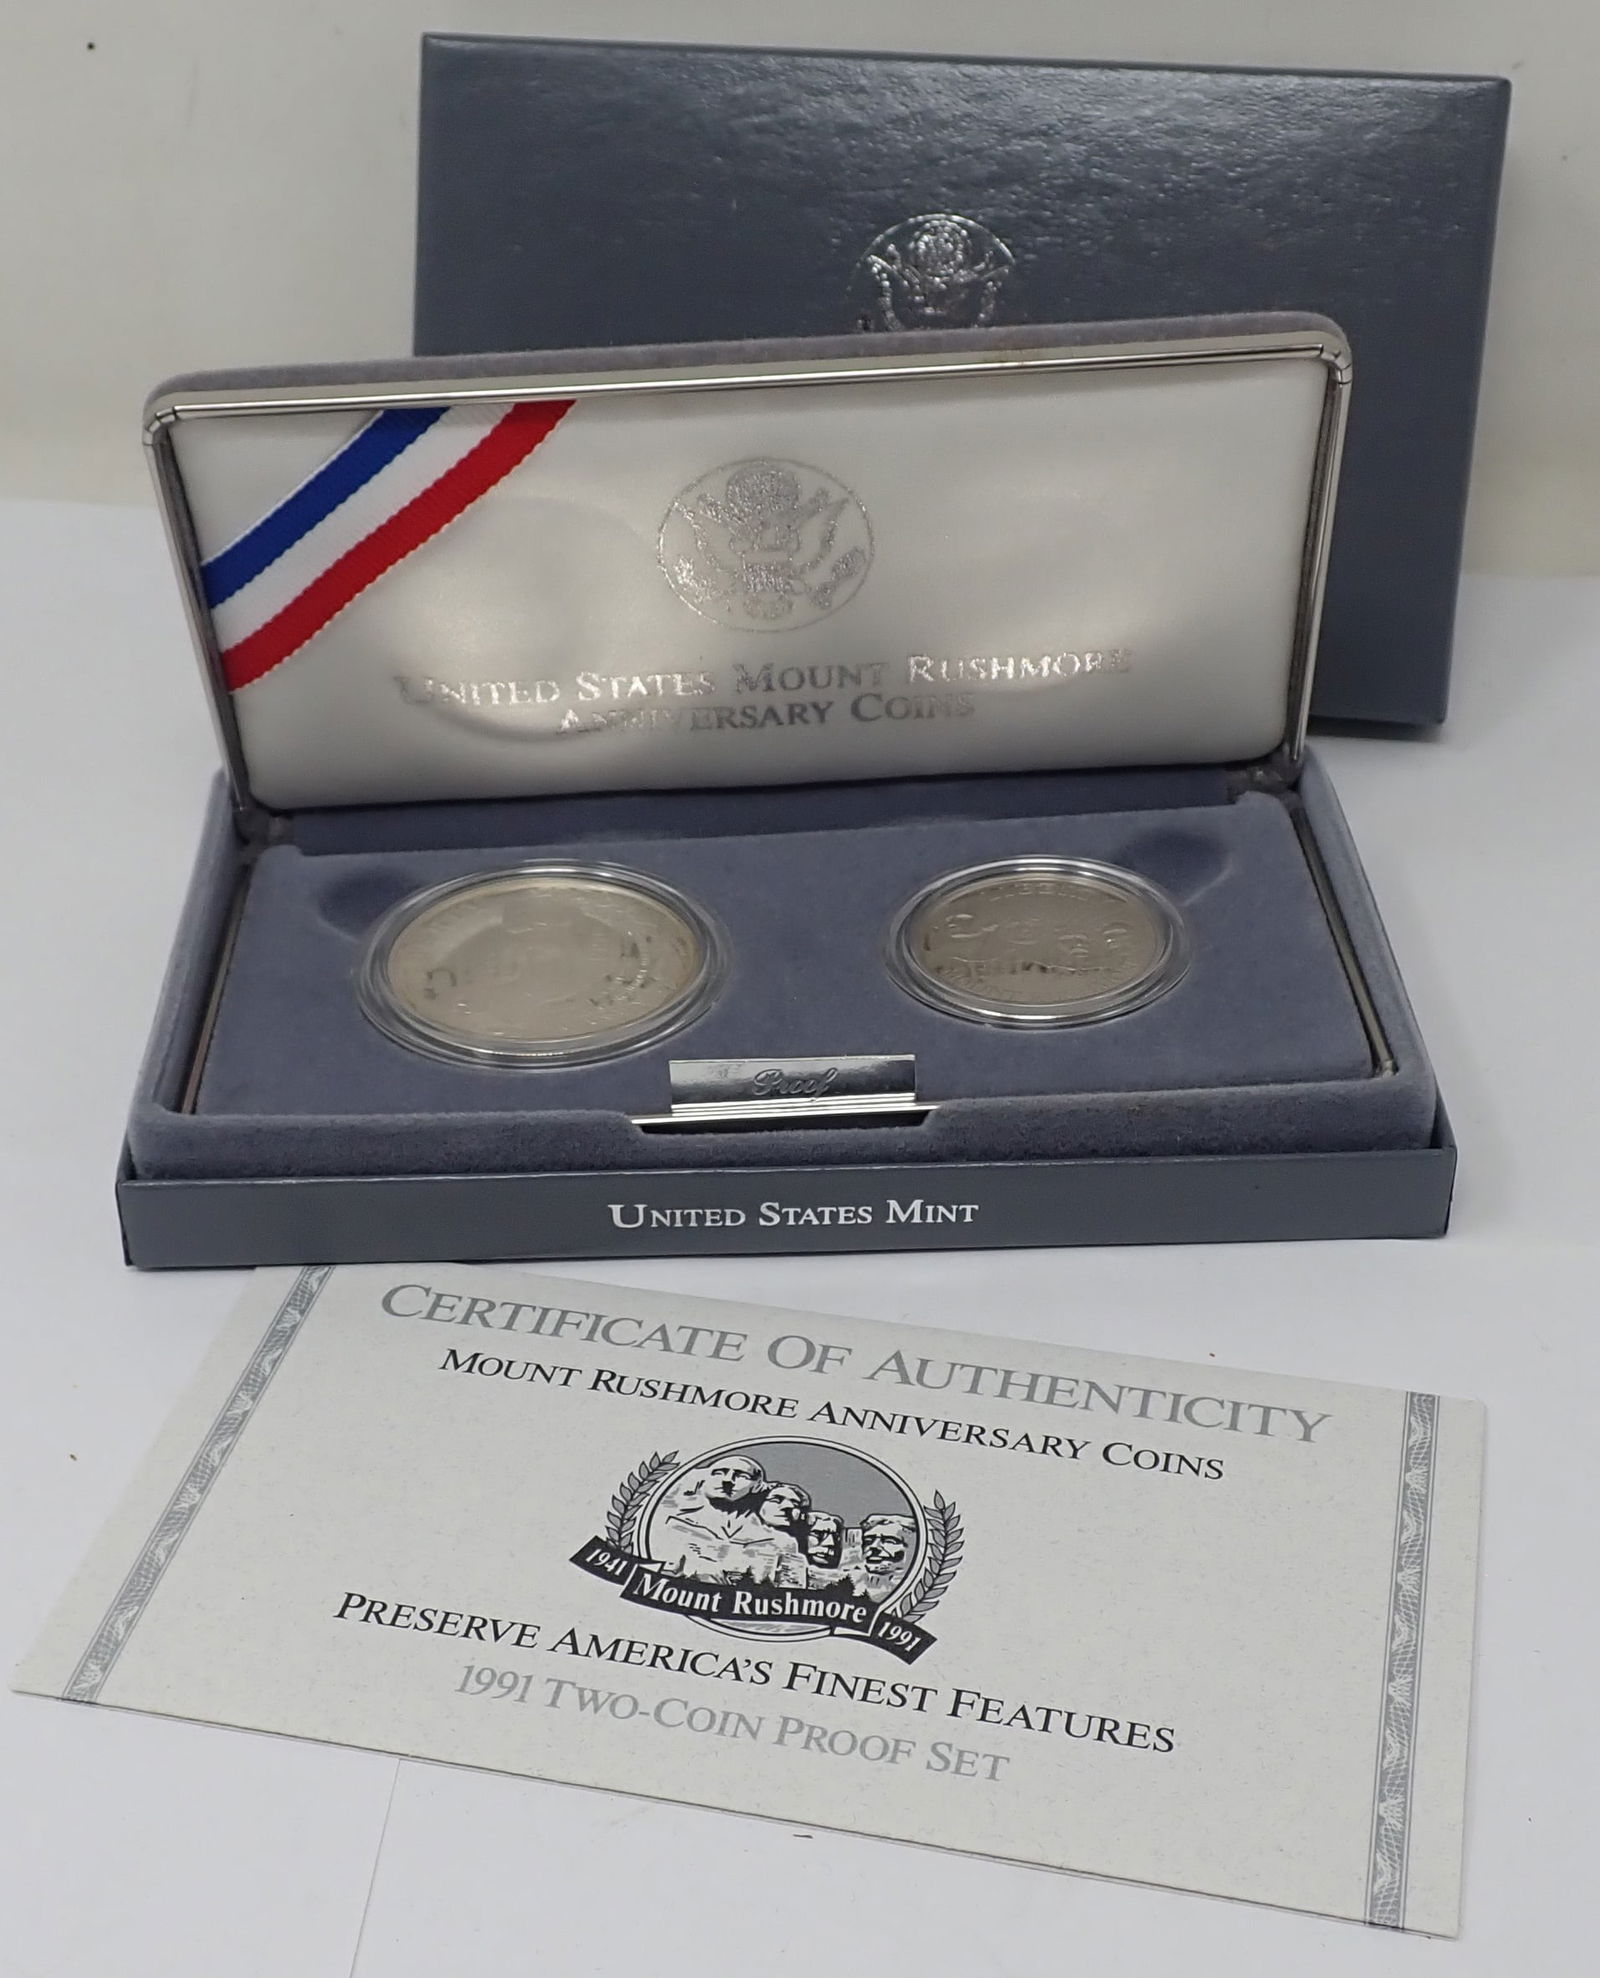 United States Mount Rushmore
Anniversary Coins
Proof
United States Mint
Certificate Of Authenticity
Mount Rushmore Anniversary Coins
1941 Mount Rushmore 1991
Preserve America's Finest Features
1991 Two-Coin Proof Set